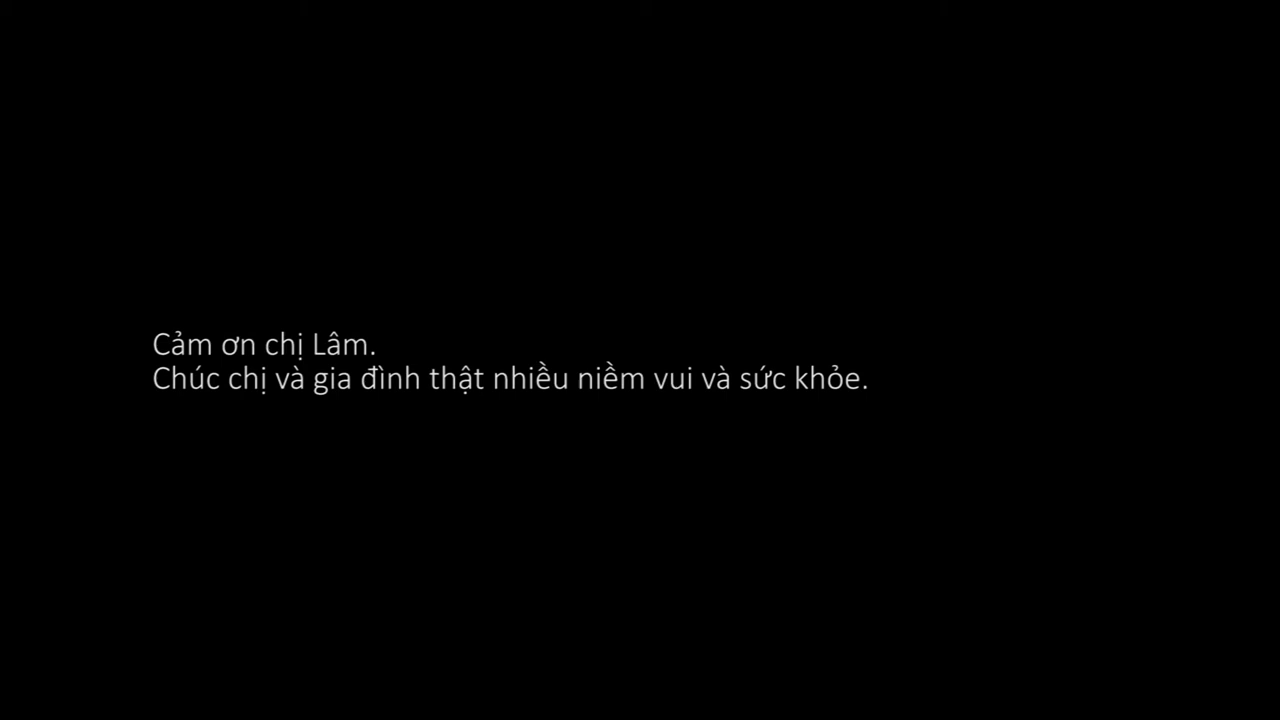 Cảm ơn chị Lâm.
Chúc chị và gia đình thật nhiều niềm vui và sức khỏe.